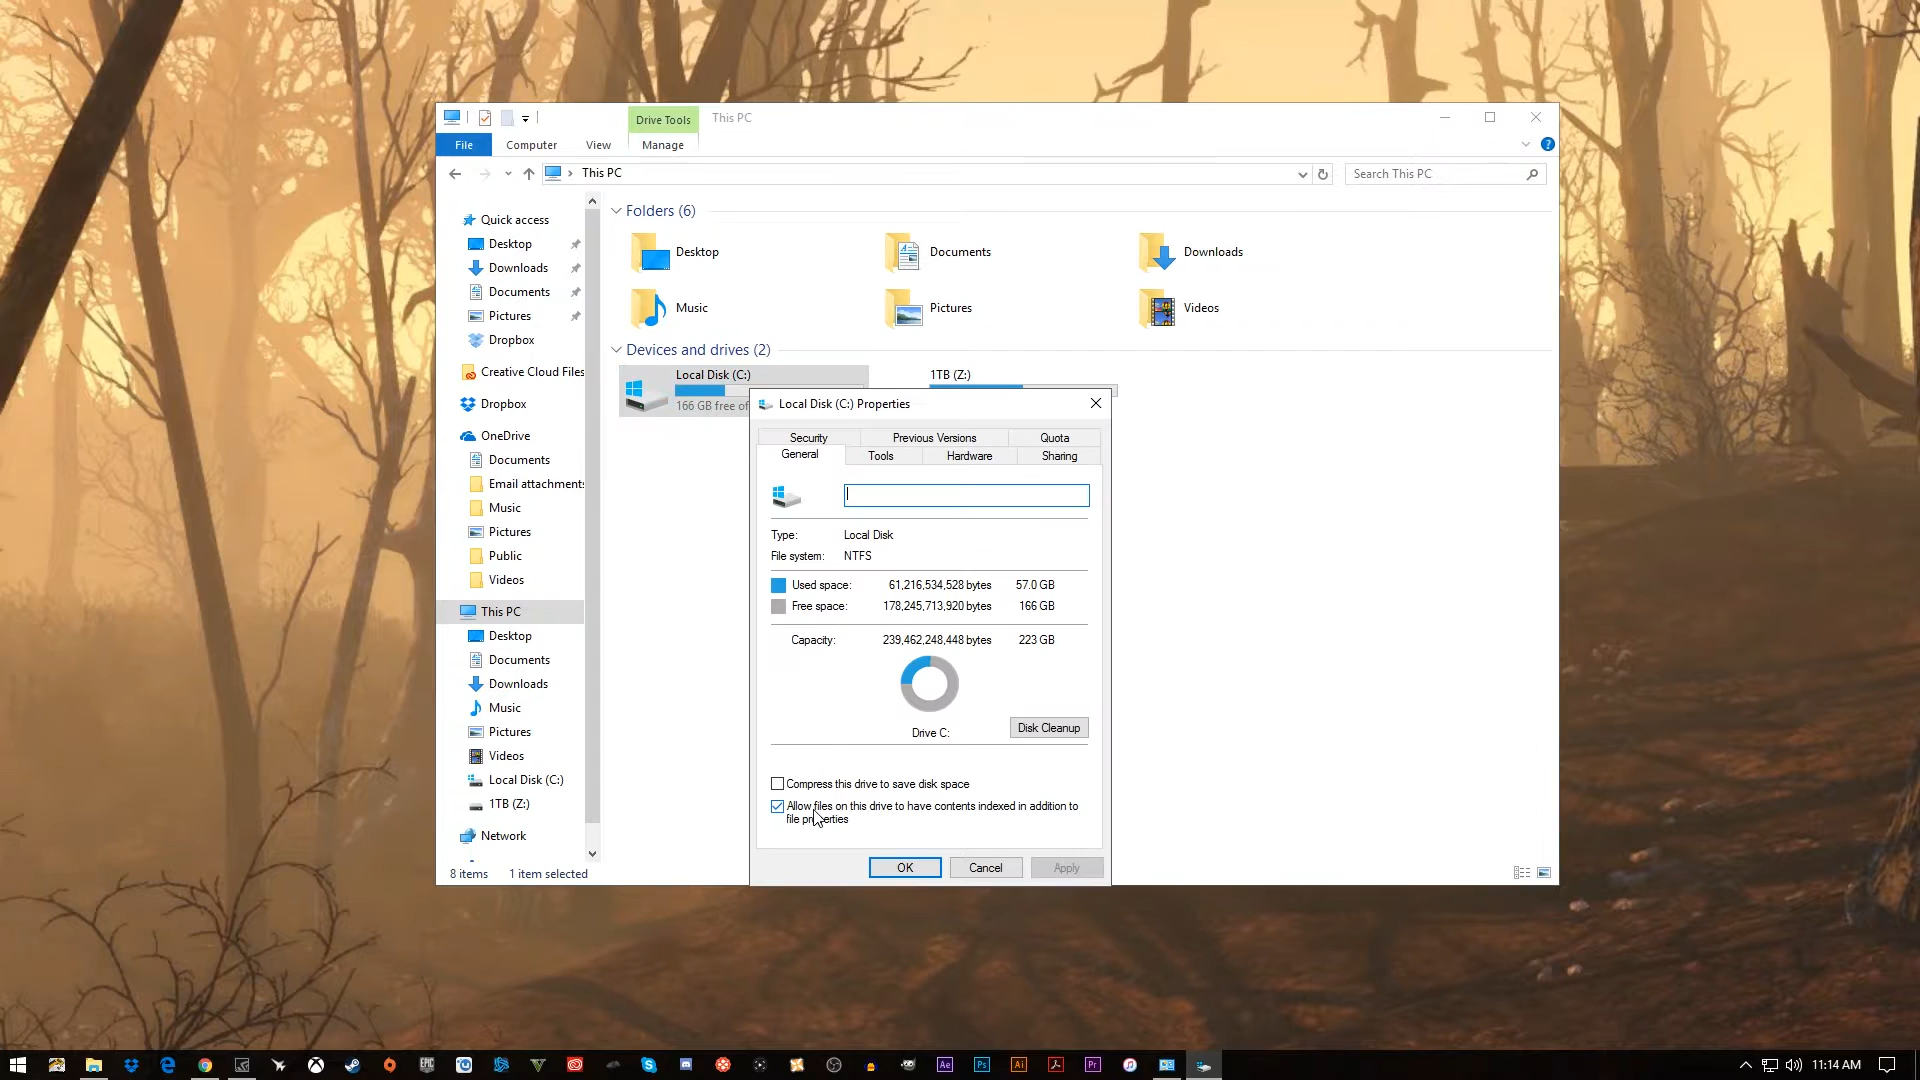 Drive Tools
This PC
File
Computer
View
Manage
This PC
Search This PC
Quick access
Desktop
Downloads
Documents
Pictures
Dropbox
Creative Cloud Files
Dropbox
OneDrive
Documents
Email attachments
Music
Pictures
Public
Videos
This PC
Desktop
Documents
Downloads
Music
Pictures
Videos
Local Disk (C:)
1TB (Z:)
Network
Folders (6)
Desktop
Documents
Downloads
Music
Pictures
Videos
Devices and drives (2)
Local Disk (C:)
166 GB free of
1TB (Z:)
Local Disk (C:) Properties
Security
Previous Versions
Quota
General
Tools
Hardware
Sharing
Type: Local Disk
File system: NTFS
Used space: 61,216,534,528 bytes 57.0 GB
Free space: 178,245,713,920 bytes 166 GB
Capacity: 239,462,248,448 bytes 223 GB
Drive C:
Disk Cleanup
Compress this drive to save disk space
Allow files on this drive to have contents indexed in addition to
file properties
OK
Cancel
Apply
8 items
1 item selected
EPIC
Ae
Ps
Ai
Pr
11:14 AM